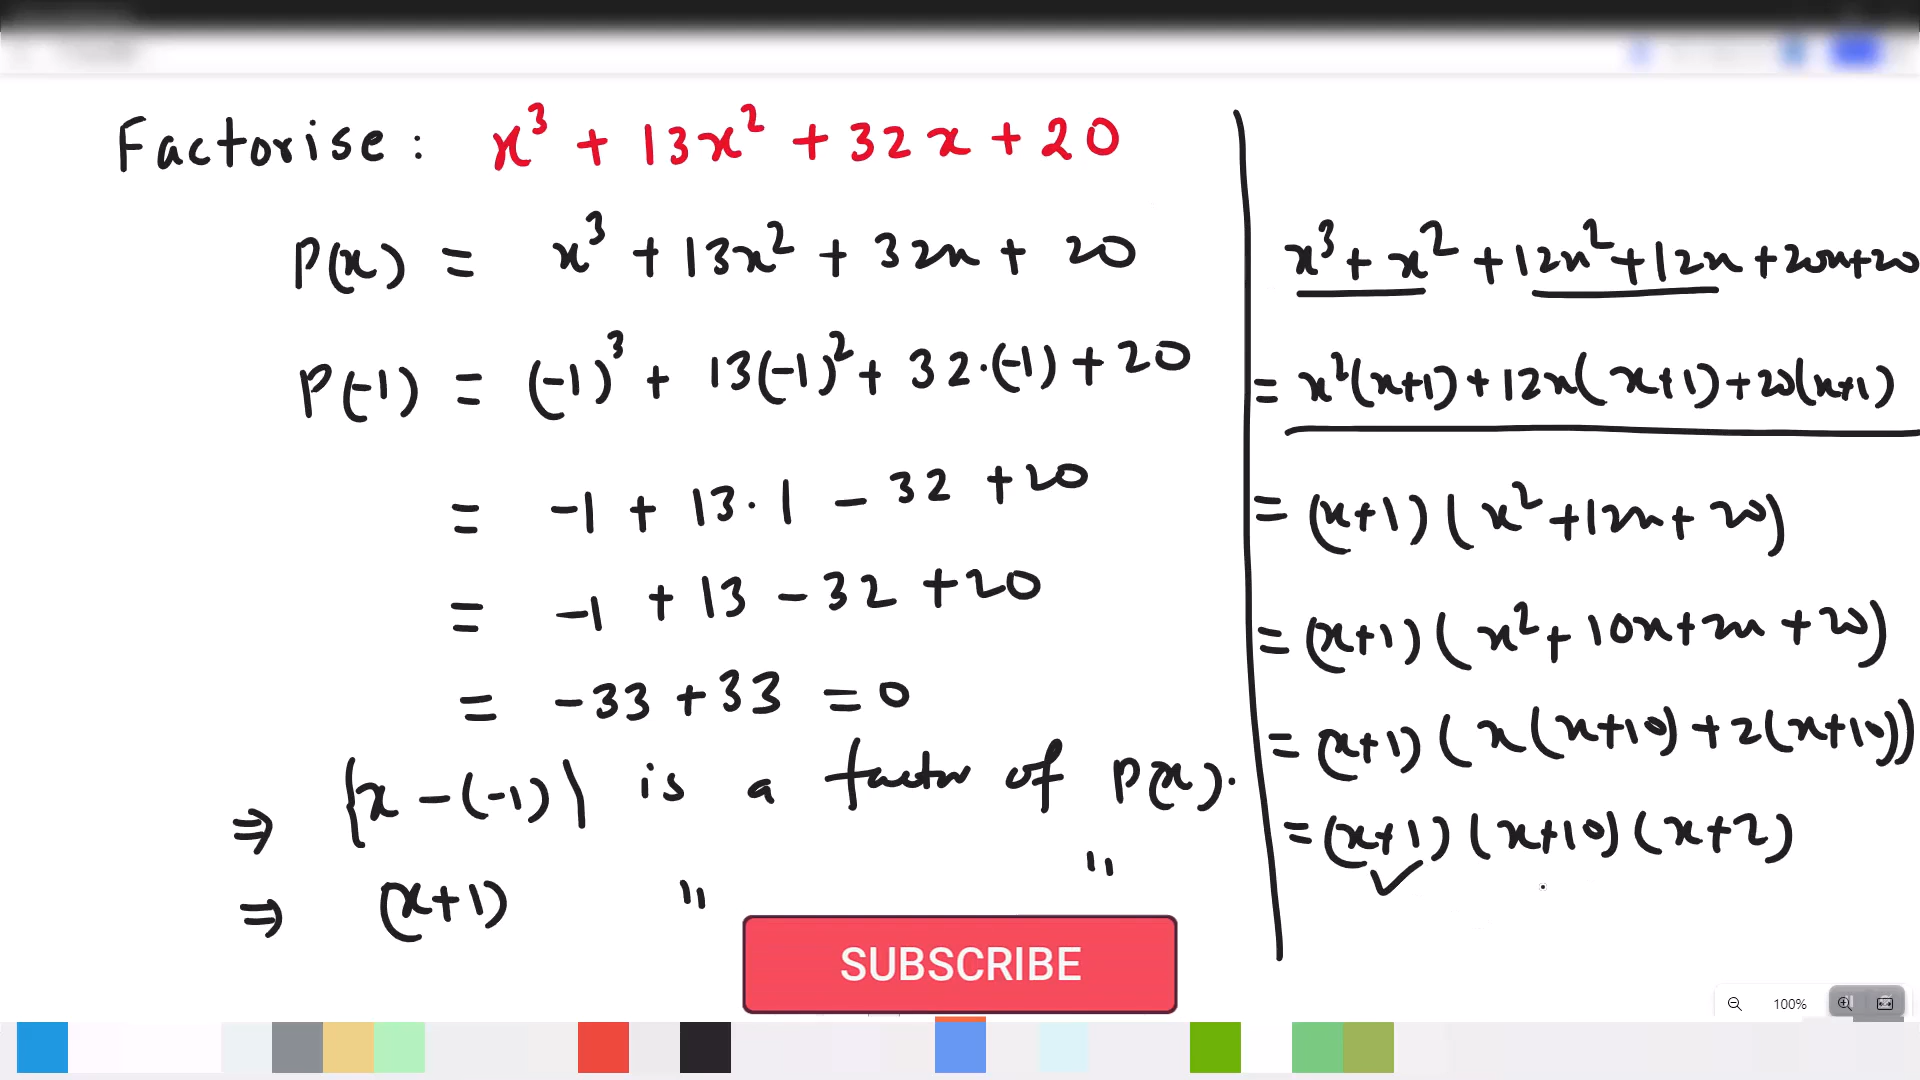 Factorise : x³ + 13x² + 32x + 20
P(x) = x³ + 13x² + 32x + 20
P(-1) = (-1)³ + 13(-1)² + 32·(-1) + 20
= -1 + 13·1 - 32 + 20
= -1 + 13 - 32 + 20
= -33 + 33 = 0
⇒ {x - (-1)} is a factor of P(x).
⇒ (x+1) " "
x³ + x² + 12x² + 12x + 20x + 20
= x²(x+1) + 12x(x+1) + 20(x+1)
= (x+1)(x² + 12x + 20)
= (x+1)(x² + 10x + 2x + 20)
= (x+1)(x(x+10) + 2(x+10))
= (x+1)(x+10)(x+2)
SUBSCRIBE
100%